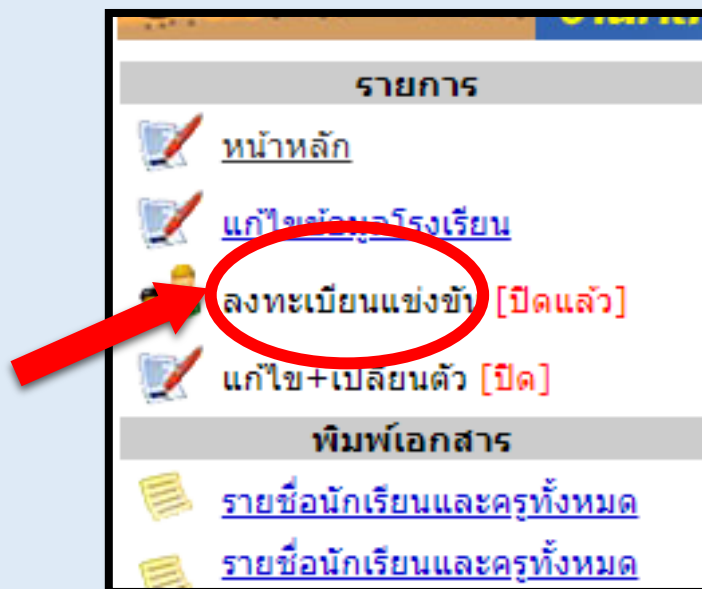 รายการ
หน้าหลัก
แก้ไขข้อมูลโรงเรียน
ลงทะเบียนแข่งขัน [ปิดแล้ว]
แก้ไข+เปลี่ยนตัว [ปิด]
พิมพ์เอกสาร
รายชื่อนักเรียนและครูทั้งหมด
รายชื่อนักเรียนและครูทั้งหมด